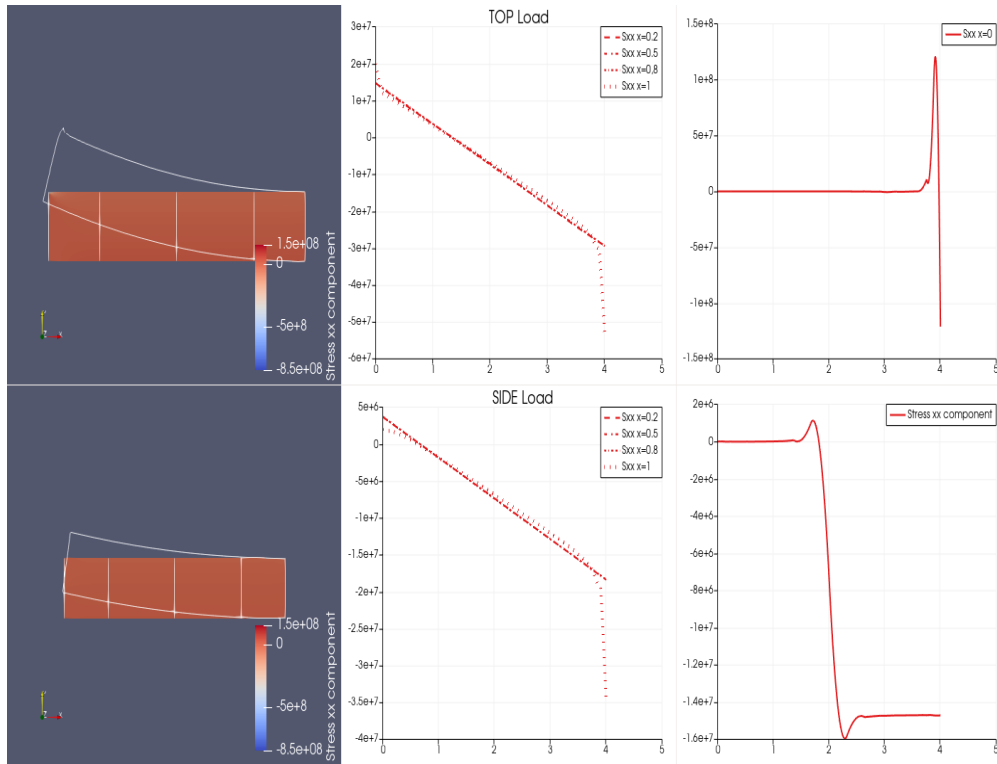 TOP Load
3e+7
2e+7
1e+7
0
-1e+7
-2e+7
-3e+7
-4e+7
-5e+7
-6e+7
0 1 2 3 4 5
Sxx x=0.2
Sxx x=0.5
Sxx x=0.8
Sxx x=1
1.5e+8
1e+8
5e+7
0
-5e+7
-1e+8
-1.5e+8
0 1 2 3 4 5
Sxx x=0
1.5e+08
0
-5e+8
-8.5e+08
Stress xx component
Y
Z X
SIDE Load
5e+6
0
-5e+6
-1e+7
-1.5e+7
-2e+7
-2.5e+7
-3e+7
-3.5e+7
-4e+7
0 1 2 3 4 5
Sxx x=0.2
Sxx x=0.5
Sxx x=0.8
Sxx x=1
2e+6
0
-2e+6
-4e+6
-6e+6
-8e+6
-1e+7
-1.2e+7
-1.4e+7
-1.6e+7
0 1 2 3 4 5
Stress xx component
1.5e+08
0
-5e+8
-8.5e+08
Stress xx component
Y
Z X